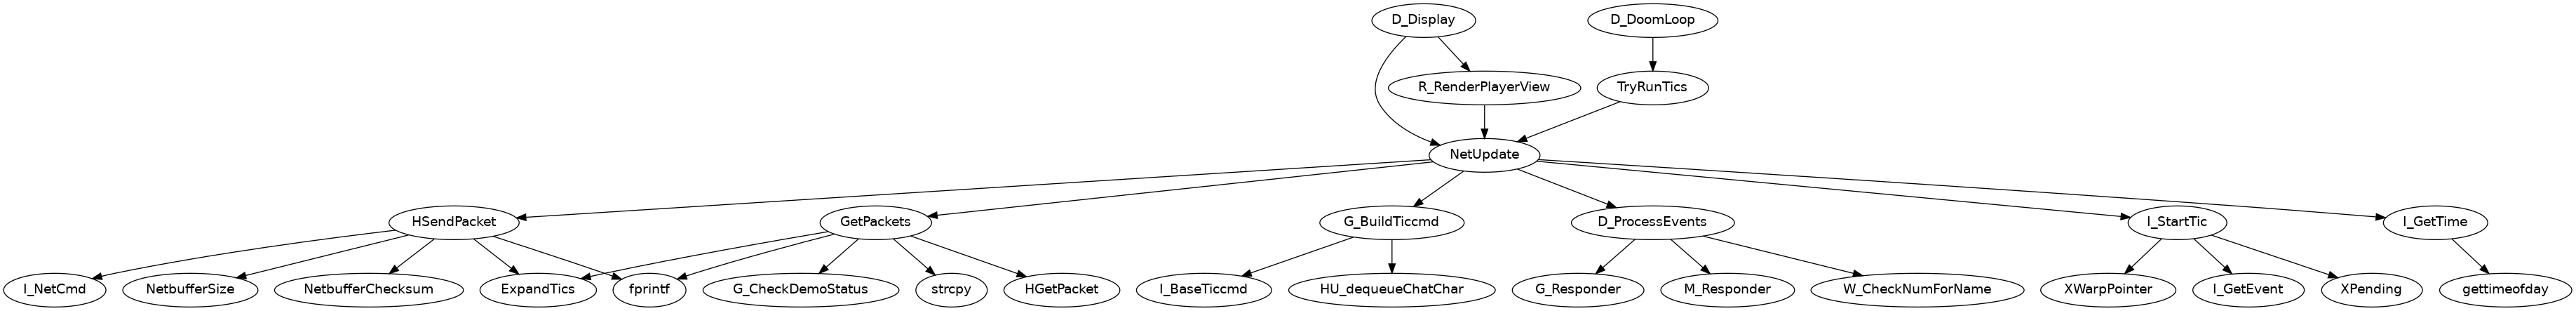 D_Display
D_DoomLoop
R_RenderPlayerView
TryRunTics
NetUpdate
HSendPacket
GetPackets
G_BuildTiccmd
D_ProcessEvents
I_StartTic
I_GetTime
I_NetCmd
NetbufferSize
NetbufferChecksum
ExpandTics
fprintf
G_CheckDemoStatus
strcpy
HGetPacket
I_BaseTiccmd
HU_dequeueChatChar
G_Responder
M_Responder
W_CheckNumForName
XWarpPointer
I_GetEvent
XPending
gettimeofday